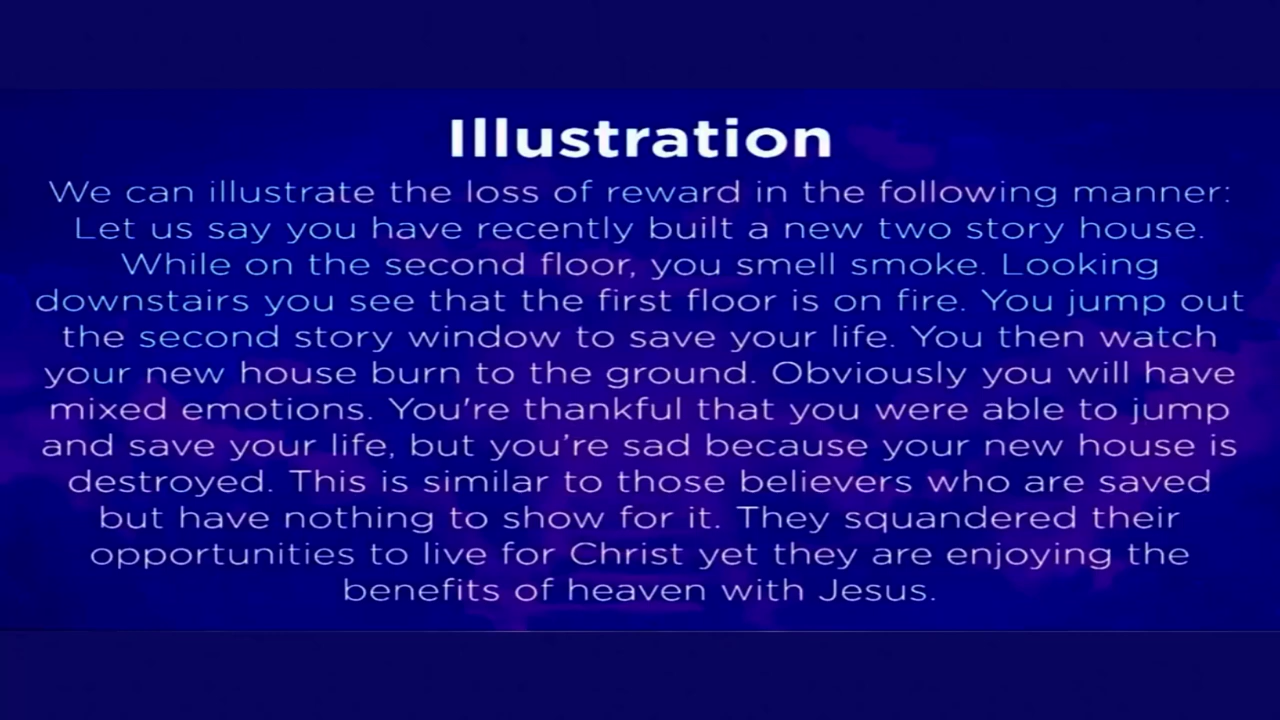 Illustration
We can illustrate the loss of reward in the following manner:
Let us say you have recently built a new two story house.
While on the second floor, you smell smoke. Looking
downstairs you see that the first floor is on fire. You jump out
the second story window to save your life. You then watch
your new house burn to the ground. Obviously you will have
mixed emotions. You're thankful that you were able to jump
and save your life, but you’re sad because your new house is
destroyed. This is similar to those believers who are saved
but have nothing to show for it. They squandered their
opportunities to live for Christ yet they are enjoying the
benefits of heaven with Jesus.